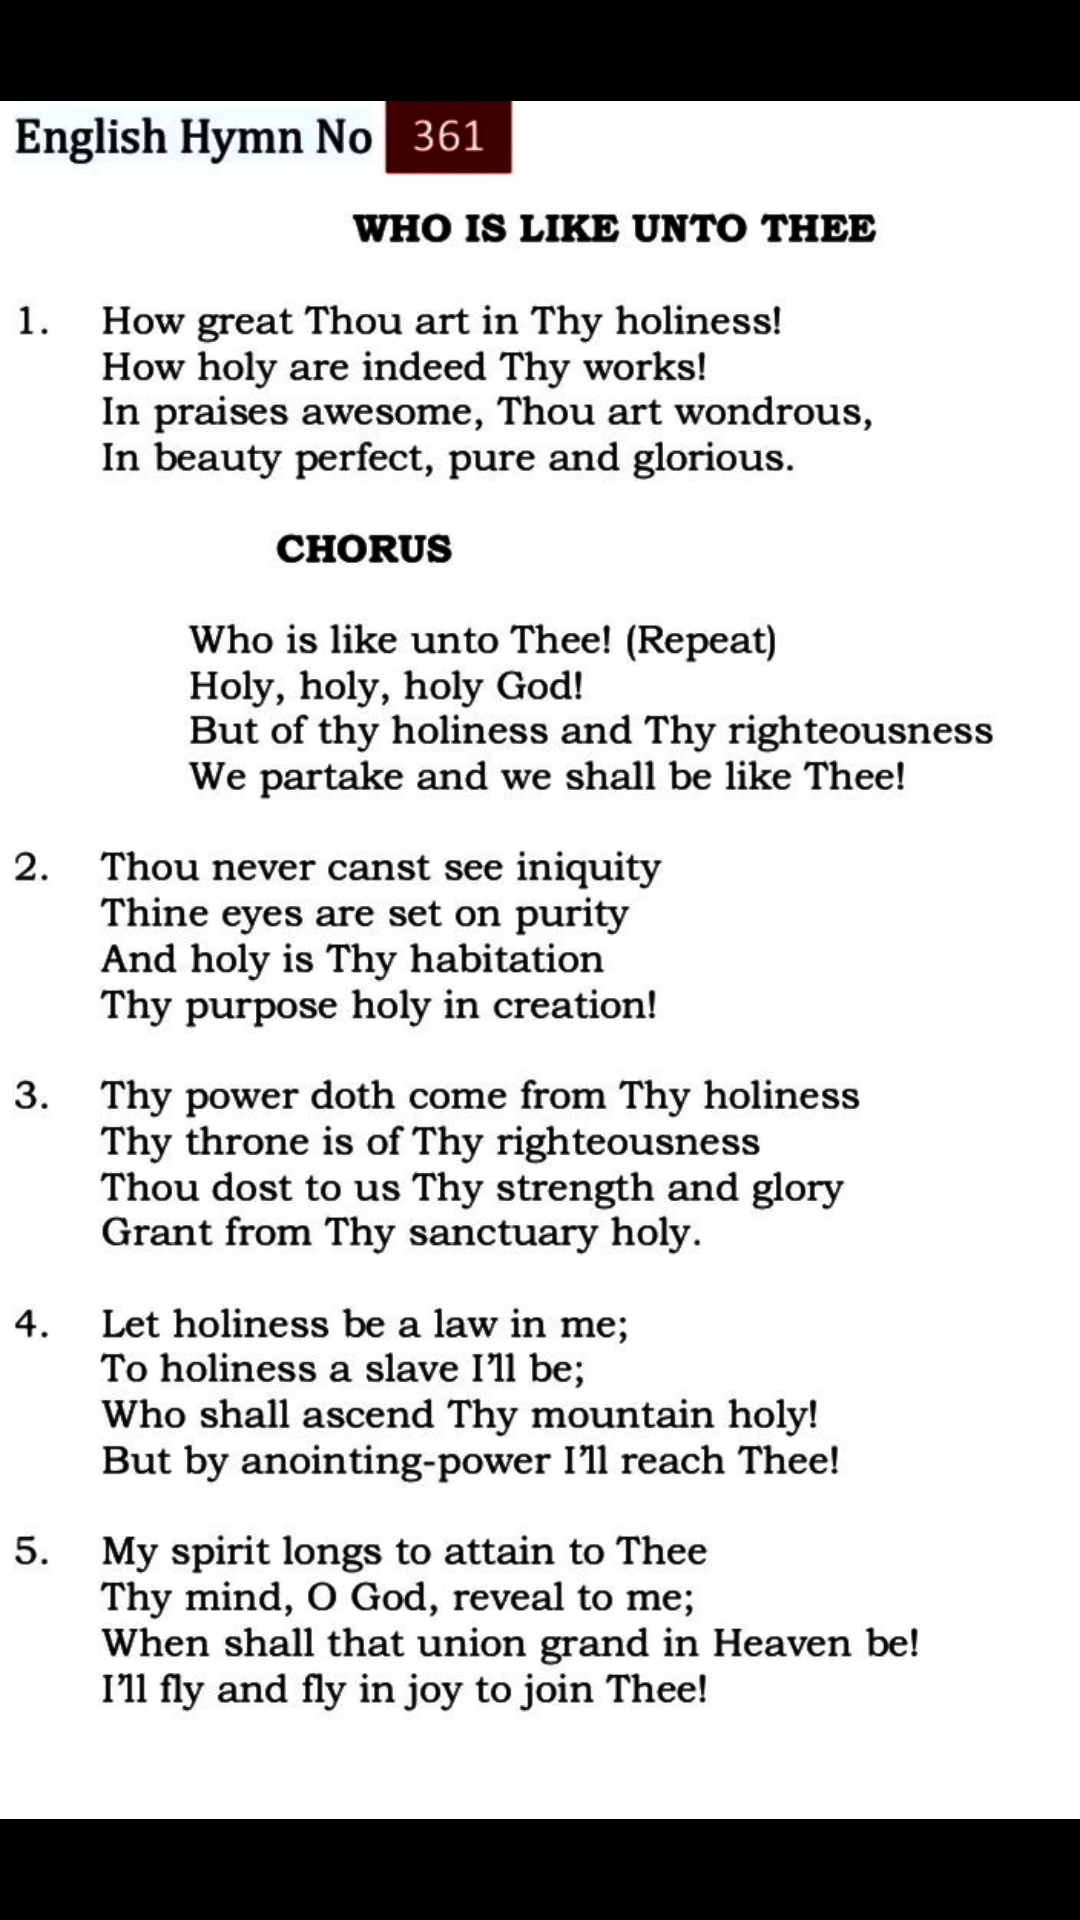 English Hymn No 361
WHO IS LIKE UNTO THEE
1. How great Thou art in Thy holiness!
How holy are indeed Thy works!
In praises awesome, Thou art wondrous,
In beauty perfect, pure and glorious.
CHORUS
Who is like unto Thee! (Repeat)
Holy, holy, holy God!
But of thy holiness and Thy righteousness
We partake and we shall be like Thee!
2. Thou never canst see iniquity
Thine eyes are set on purity
And holy is Thy habitation
Thy purpose holy in creation!
3. Thy power doth come from Thy holiness
Thy throne is of Thy righteousness
Thou dost to us Thy strength and glory
Grant from Thy sanctuary holy.
4. Let holiness be a law in me;
To holiness a slave I'll be;
Who shall ascend Thy mountain holy!
But by anointing-power I'll reach Thee!
5. My spirit longs to attain to Thee
Thy mind, O God, reveal to me;
When shall that union grand in Heaven be!
I'll fly and fly in joy to join Thee!